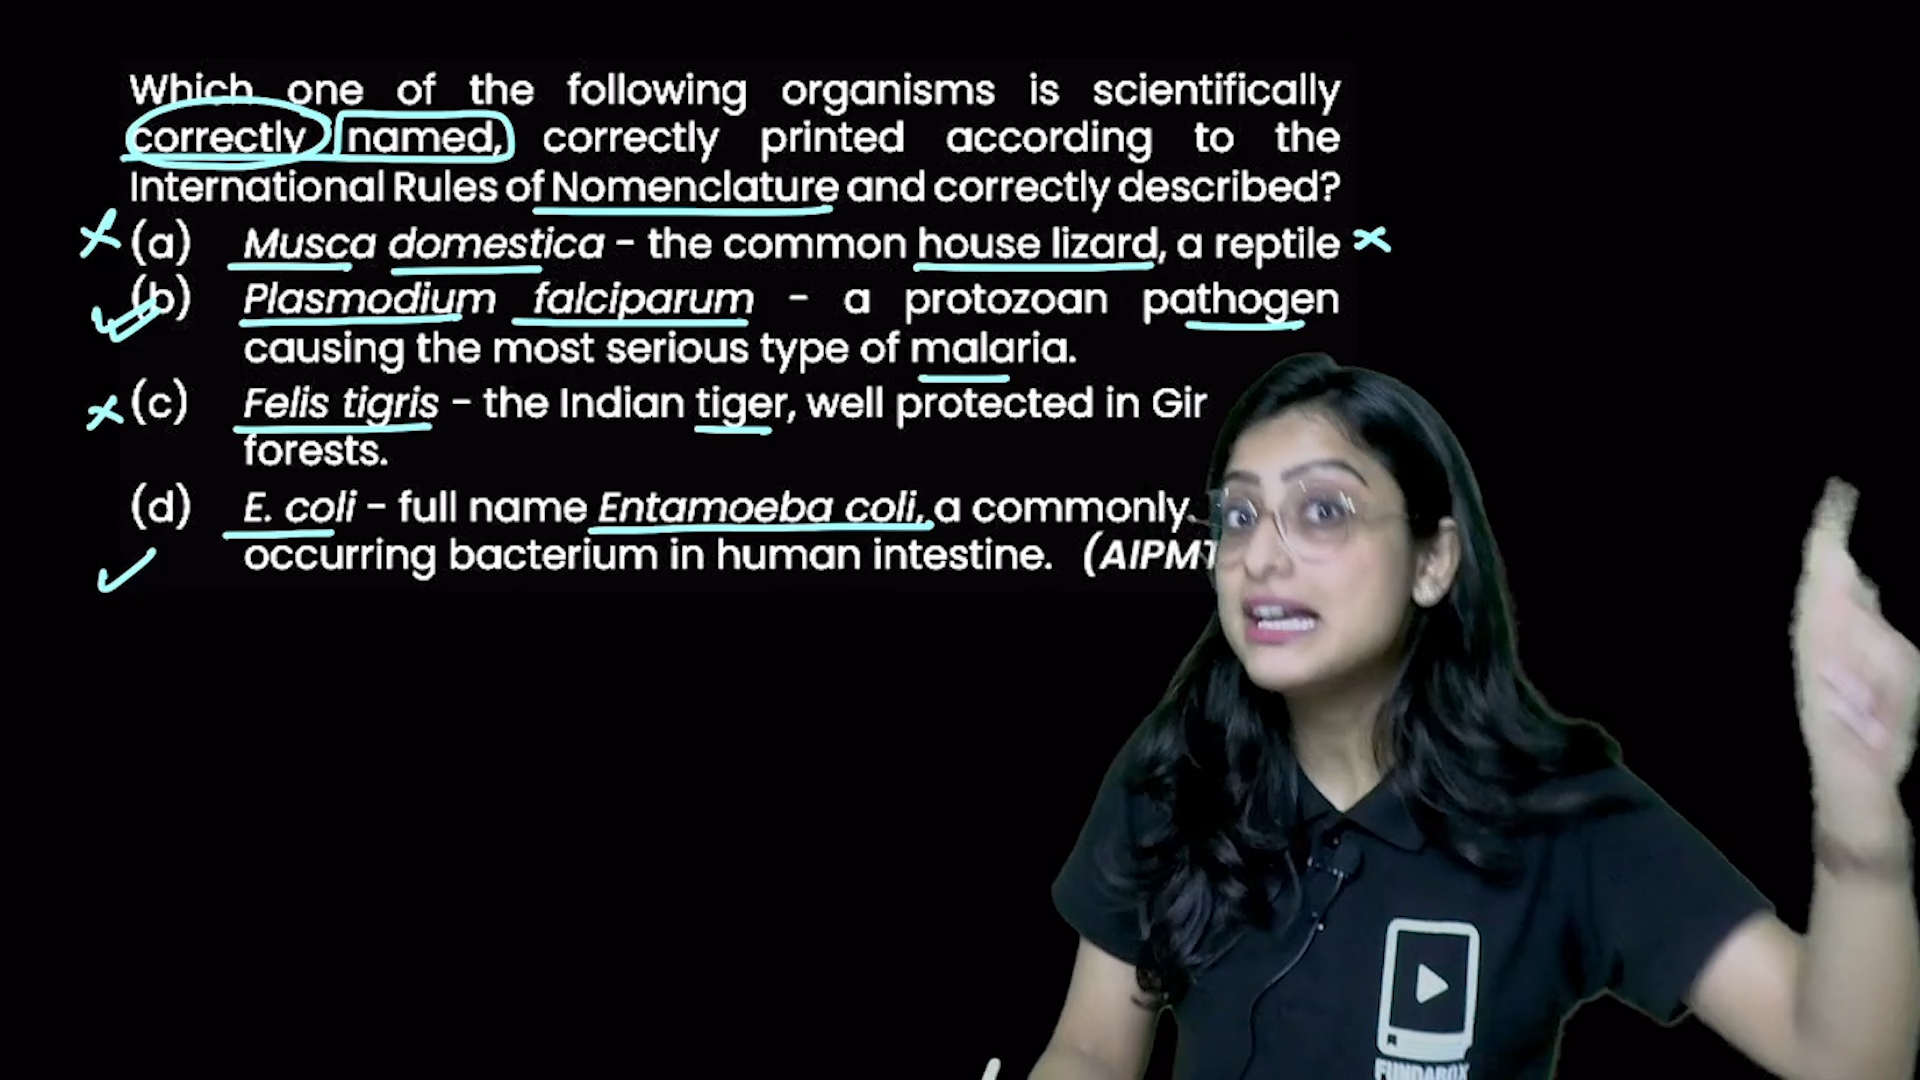 Which one of the following organisms is scientifically
correctly named, correctly printed according to the
International Rules of Nomenclature and correctly described?
(a) Musca domestica - the common house lizard, a reptile
(b) Plasmodium falciparum - a protozoan pathogen
causing the most serious type of malaria.
(c) Felis tigris - the Indian tiger, well protected in Gir
forests.
(d) E. coli - full name Entamoeba coli, a commonly
occurring bacterium in human intestine. (AIPMT
FUNDABOX